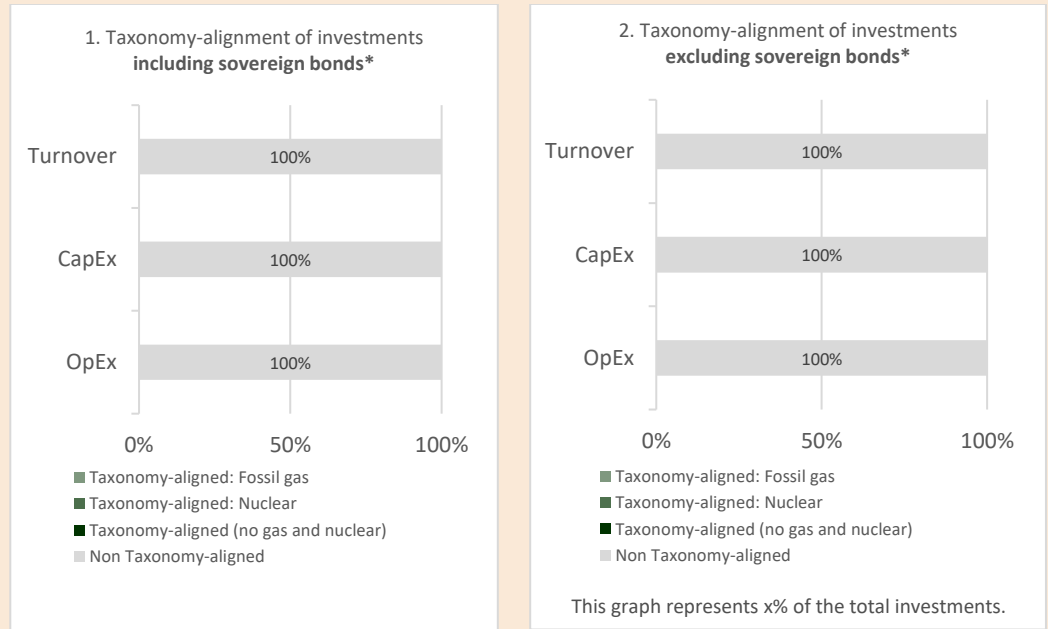 1. Taxonomy-alignment of investments
including sovereign bonds*
Turnover
100%
CapEx
100%
OpEx
100%
0%
50%
100%
Taxonomy-aligned: Fossil gas
Taxonomy-aligned: Nuclear
Taxonomy-aligned (no gas and nuclear)
Non Taxonomy-aligned
2. Taxonomy-alignment of investments
excluding sovereign bonds*
Turnover
100%
CapEx
100%
OpEx
100%
0%
50%
100%
Taxonomy-aligned: Fossil gas
Taxonomy-aligned: Nuclear
Taxonomy-aligned (no gas and nuclear)
Non Taxonomy-aligned
This graph represents x% of the total investments.